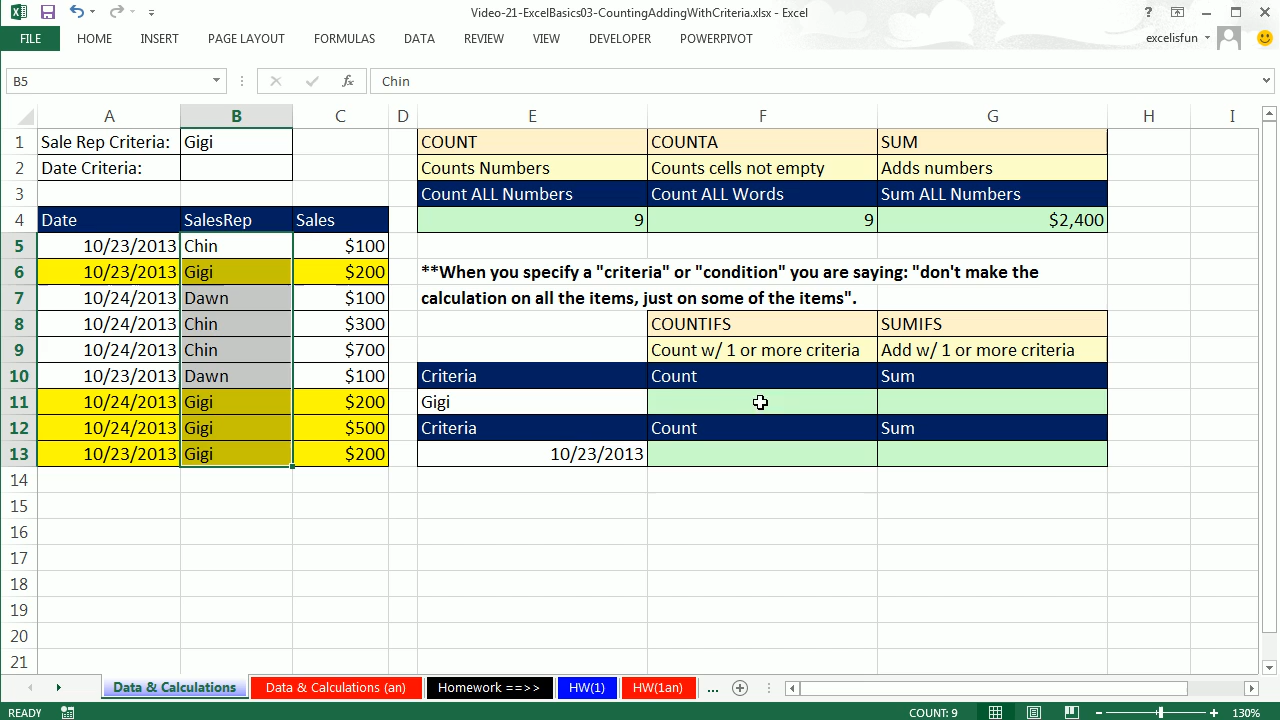 Video-21-ExcelBasics03-CountingAddingWithCriteria.xlsx - Excel
FILE HOME INSERT PAGE LAYOUT FORMULAS DATA REVIEW VIEW DEVELOPER POWERPIVOT excelisfun
B5 fx Chin
A B C D E F G H I
1 Sale Rep Criteria: Gigi COUNT COUNTA SUM
2 Date Criteria: Counts Numbers Counts cells not empty Adds numbers
3 Count ALL Numbers Count ALL Words Sum ALL Numbers
4 Date SalesRep Sales 9 9 $2,400
5 10/23/2013 Chin $100
6 10/23/2013 Gigi $200 **When you specify a "criteria" or "condition" you are saying: "don't make the
7 10/24/2013 Dawn $100 calculation on all the items, just on some of the items".
8 10/24/2013 Chin $300 COUNTIFS SUMIFS
9 10/24/2013 Chin $700 Count w/ 1 or more criteria Add w/ 1 or more criteria
10 10/23/2013 Dawn $100 Criteria Count Sum
11 10/24/2013 Gigi $200 Gigi
12 10/24/2013 Gigi $500 Criteria Count Sum
13 10/23/2013 Gigi $200 10/23/2013
14
15
16
17
18
19
20
21
Data & Calculations Data & Calculations (an) Homework ==>> HW(1) HW(1an) ...
READY COUNT: 9 130%